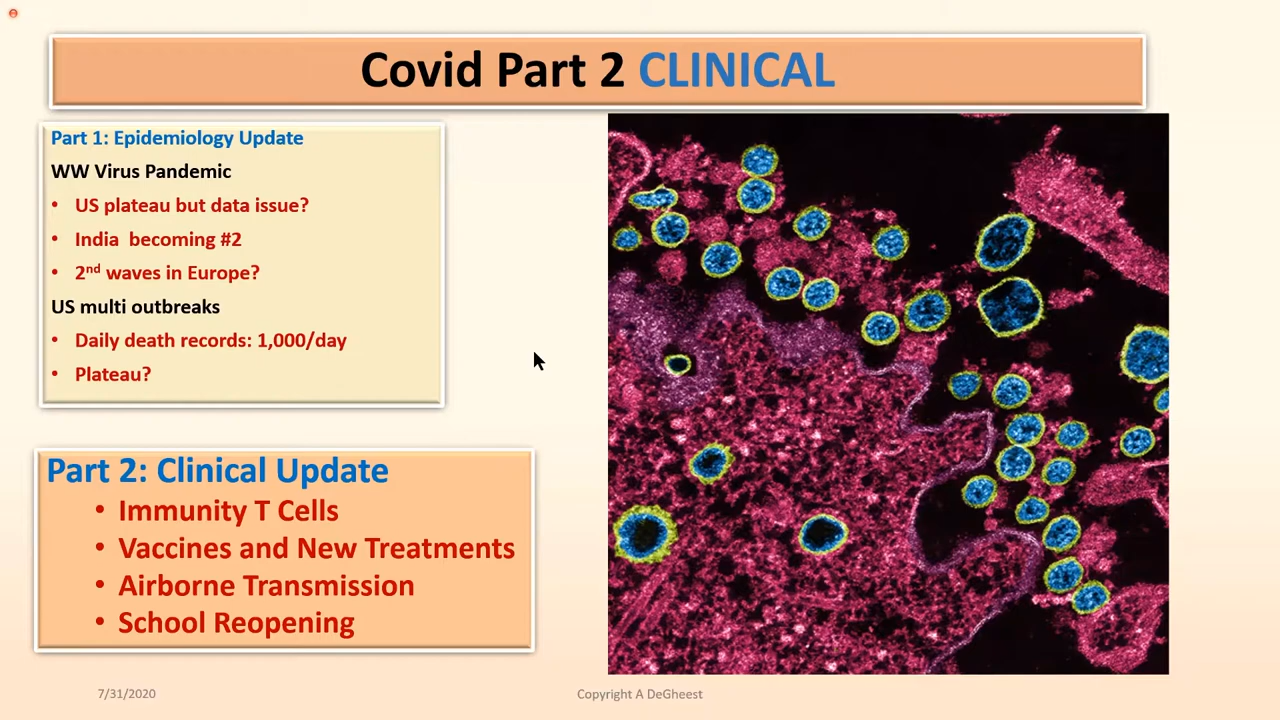 Covid Part 2 CLINICAL
Part 1: Epidemiology Update
WW Virus Pandemic
• US plateau but data issue?
• India becoming #2
• 2nd waves in Europe?
US multi outbreaks
• Daily death records: 1,000/day
• Plateau?
Part 2: Clinical Update
• Immunity T Cells
• Vaccines and New Treatments
• Airborne Transmission
• School Reopening
7/31/2020
Copyright A DeGheest